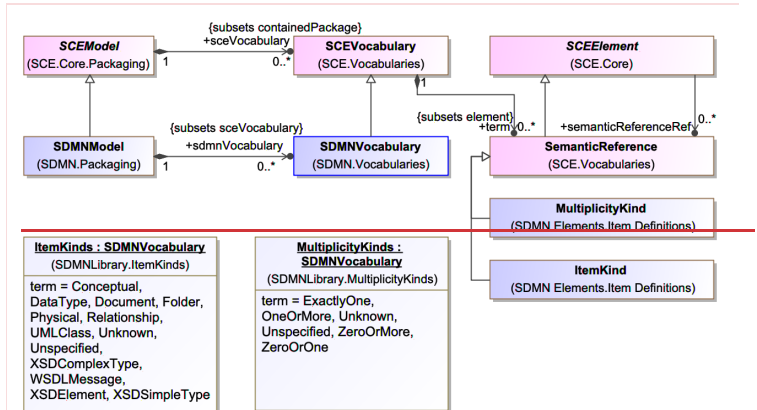 {subsets containedPackage}
SCEModel
(SCE.Core.Packaging)
+sceVocabulary
1
0..*
SCEVocabulary
(SCE.Vocabularies)
SCEElement
(SCE.Core)
1
{subsets element}
+term
0..*
+semanticReferenceRef
0..*
{subsets sceVocabulary}
SDMNModel
(SDMN.Packaging)
+sdmnVocabulary
1
0..*
SDMNVocabulary
(SDMN.Vocabularies)
SemanticReference
(SCE.Vocabularies)
MultiplicityKind
(SDMN.Elements.Item Definitions)
ItemKind
(SDMN Elements.Item Definitions)
ItemKinds : SDMNVocabulary
(SDMNLibrary.ItemKinds)
term = Conceptual,
DataType, Document, Folder,
Physical, Relationship,
UMLClass, Unknown,
Unspecified,
XSDComplexType,
WSDLMessage,
XSDElement, XSDSimpleType
MultiplicityKinds :
SDMNVocabulary
(SDMNLibrary.MultiplicityKinds)
term = ExactlyOne,
OneOrMore, Unknown,
Unspecified, ZeroOrMore,
ZeroOrOne